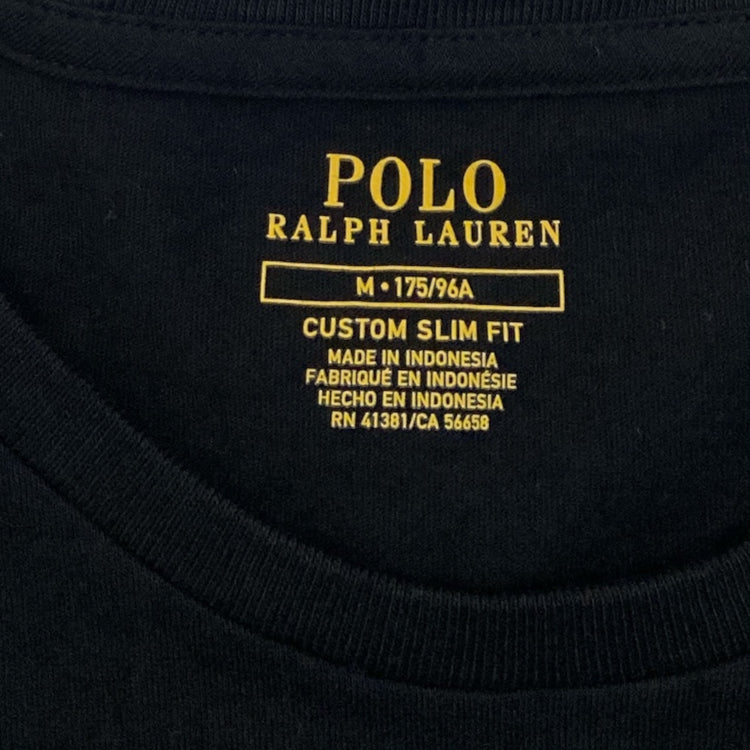 POLO
RALPH LAUREN
M • 175/96A
CUSTOM SLIM FIT
MADE IN INDONESIA
FABRIQUÉ EN INDONÉSIE
HECHO EN INDONESIA
RN 41381/CA 56658